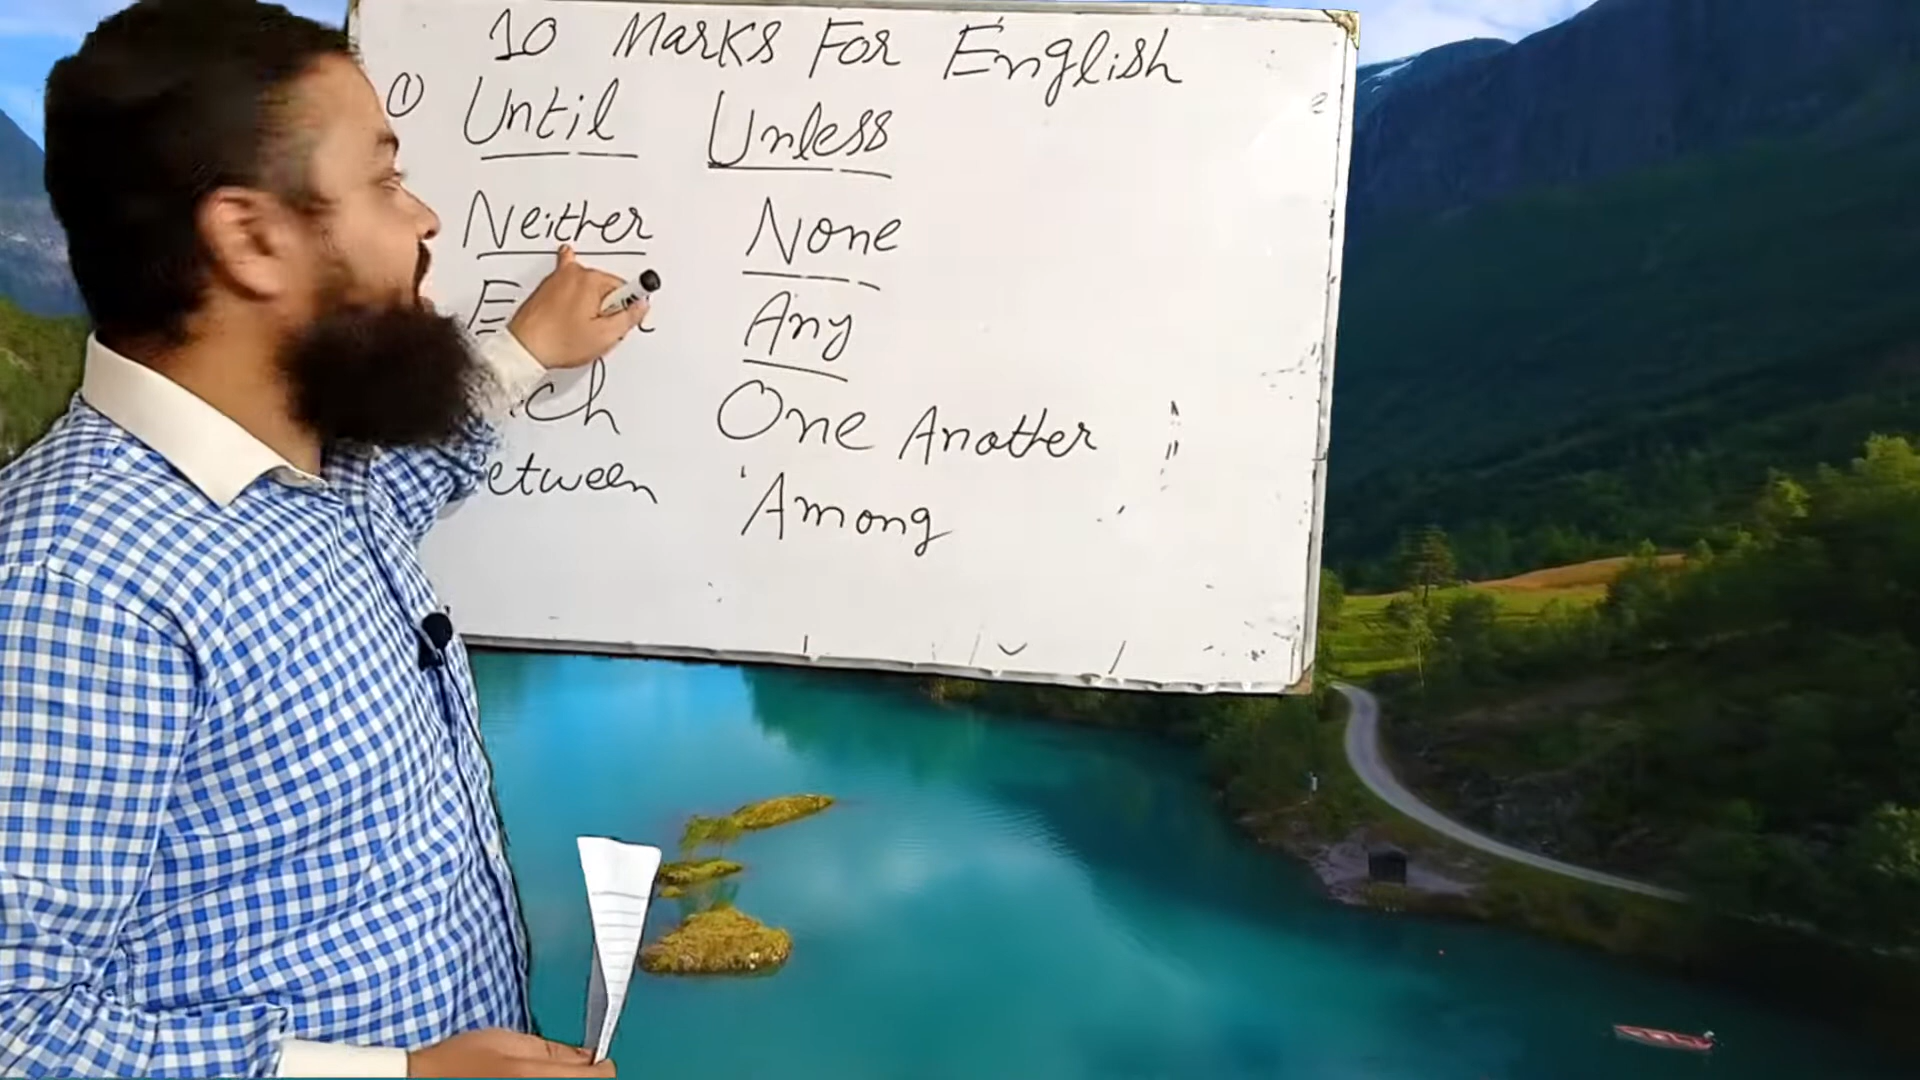 10 Marks For English
① Until Unless
Neither None
Any
One Another
Among